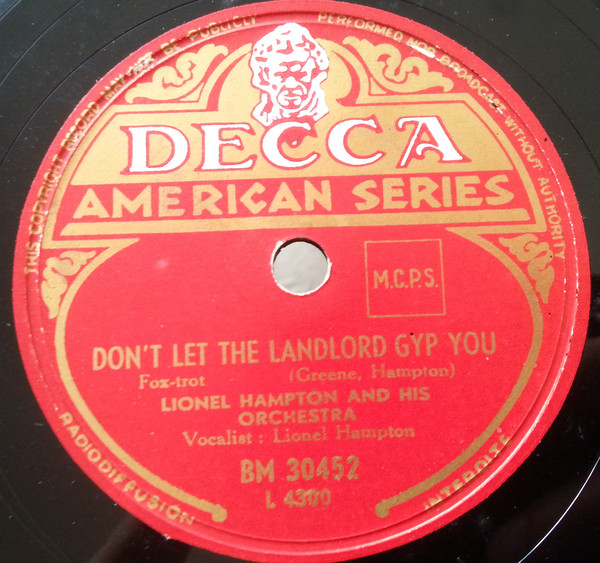 THIS COPYRIGHT RECORD MAY NOT BE PUBLICLY PERFORMED NOR BROADCAST WITHOUT AUTHORITY
DECCA
AMERICAN SERIES
M.C.P.S.
DON'T LET THE LANDLORD GYP YOU
Fox-trot (Greene, Hampton)
LIONEL HAMPTON AND HIS
ORCHESTRA
Vocalist : Lionel Hampton
BM 30452
L 4300
RADIODIFFUSION INTERDITE